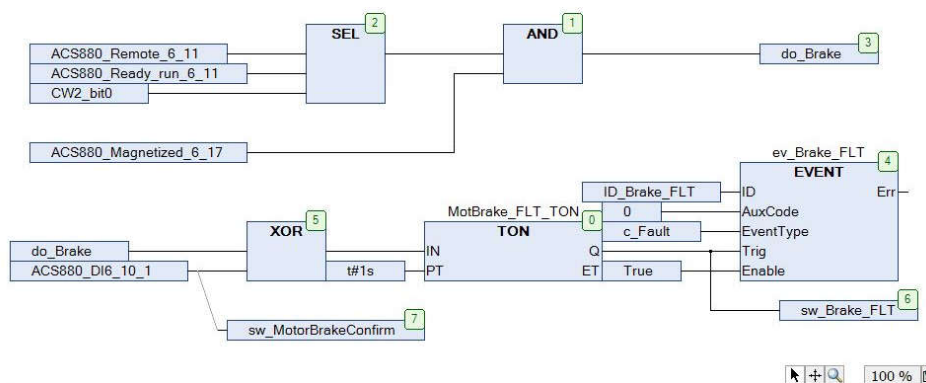 2
SEL
1
AND
3
ACS880_Remote_6_11
do_Brake
ACS880_Ready_run_6_11
CW2_bit0
ACS880_Magnetized_6_17
ev_Brake_FLT
4
EVENT
ID_Brake_FLT
ID
Err
MotBrake_FLT_TON
0
0
AuxCode
5
XOR
TON
c_Fault
EventType
do_Brake
IN
Q
Trig
ACS880_DI6_10_1
t#1s
PT
ET
True
Enable
6
sw_Brake_FLT
7
sw_MotorBrakeConfirm
100 %